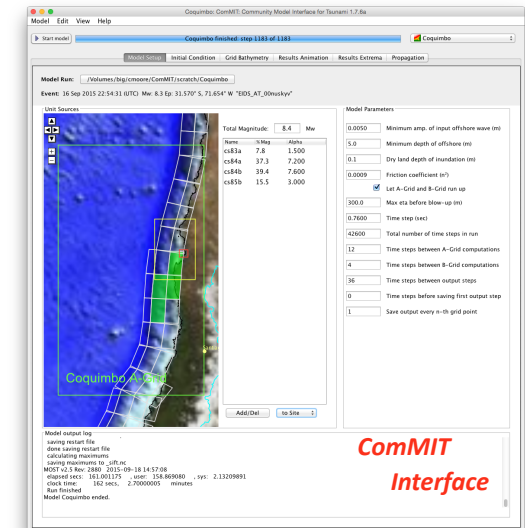 Coquimbo: ComMIT: Community Model Interface for Tsunami 1.7.8a
Model Edit View Help
Start model
Coquimbo finished: step 1183 of 1183
Coquimbo
Model Setup Initial Condition Grid Bathymetry Results Animation Results Extrema Propagation
Model Run: /Volumes/big/cmoore/ComMIT/scratch/Coquimbo
Event: 16 Sep 2015 22:54:31 (UTC) Mw: 8.3 Ep: 31.570° S, 71.654° W "EIDS_AT_00nuskyv"
Unit Sources
Total Magnitude: 8.4 Mw
Name % Mag Alpha
cs83a 7.8 1.500
cs84a 37.3 7.200
cs84b 39.4 7.600
cs85b 15.5 3.000
Coquimbo A-Grid
Add/Del to Site
Model Parameters
0.0050 Minimum amp. of input offshore wave (m)
5.0 Minimum depth of offshore (m)
0.1 Dry land depth of inundation (m)
0.0009 Friction coefficient (n²)
Let A-Grid and B-Grid run up
300.0 Max eta before blow-up (m)
0.7600 Time step (sec)
42600 Total number of time steps in run
12 Time steps between A-Grid computations
4 Time steps between B-Grid computations
36 Time steps between output steps
0 Time steps before saving first output step
1 Save output every n-th grid point
Model output log
saving restart file
done saving restart file
calculating maximums
saving maximums to _sift.nc
MOST v2.5 Rev: 2880 2015-09-18 14:57:08
elapsed secs: 161.001175 , user: 158.869080 , sys: 2.13209891
clock time: 162 secs, 2.70000005 minutes
Run finished
Model Coquimbo ended.
ComMIT
Interface